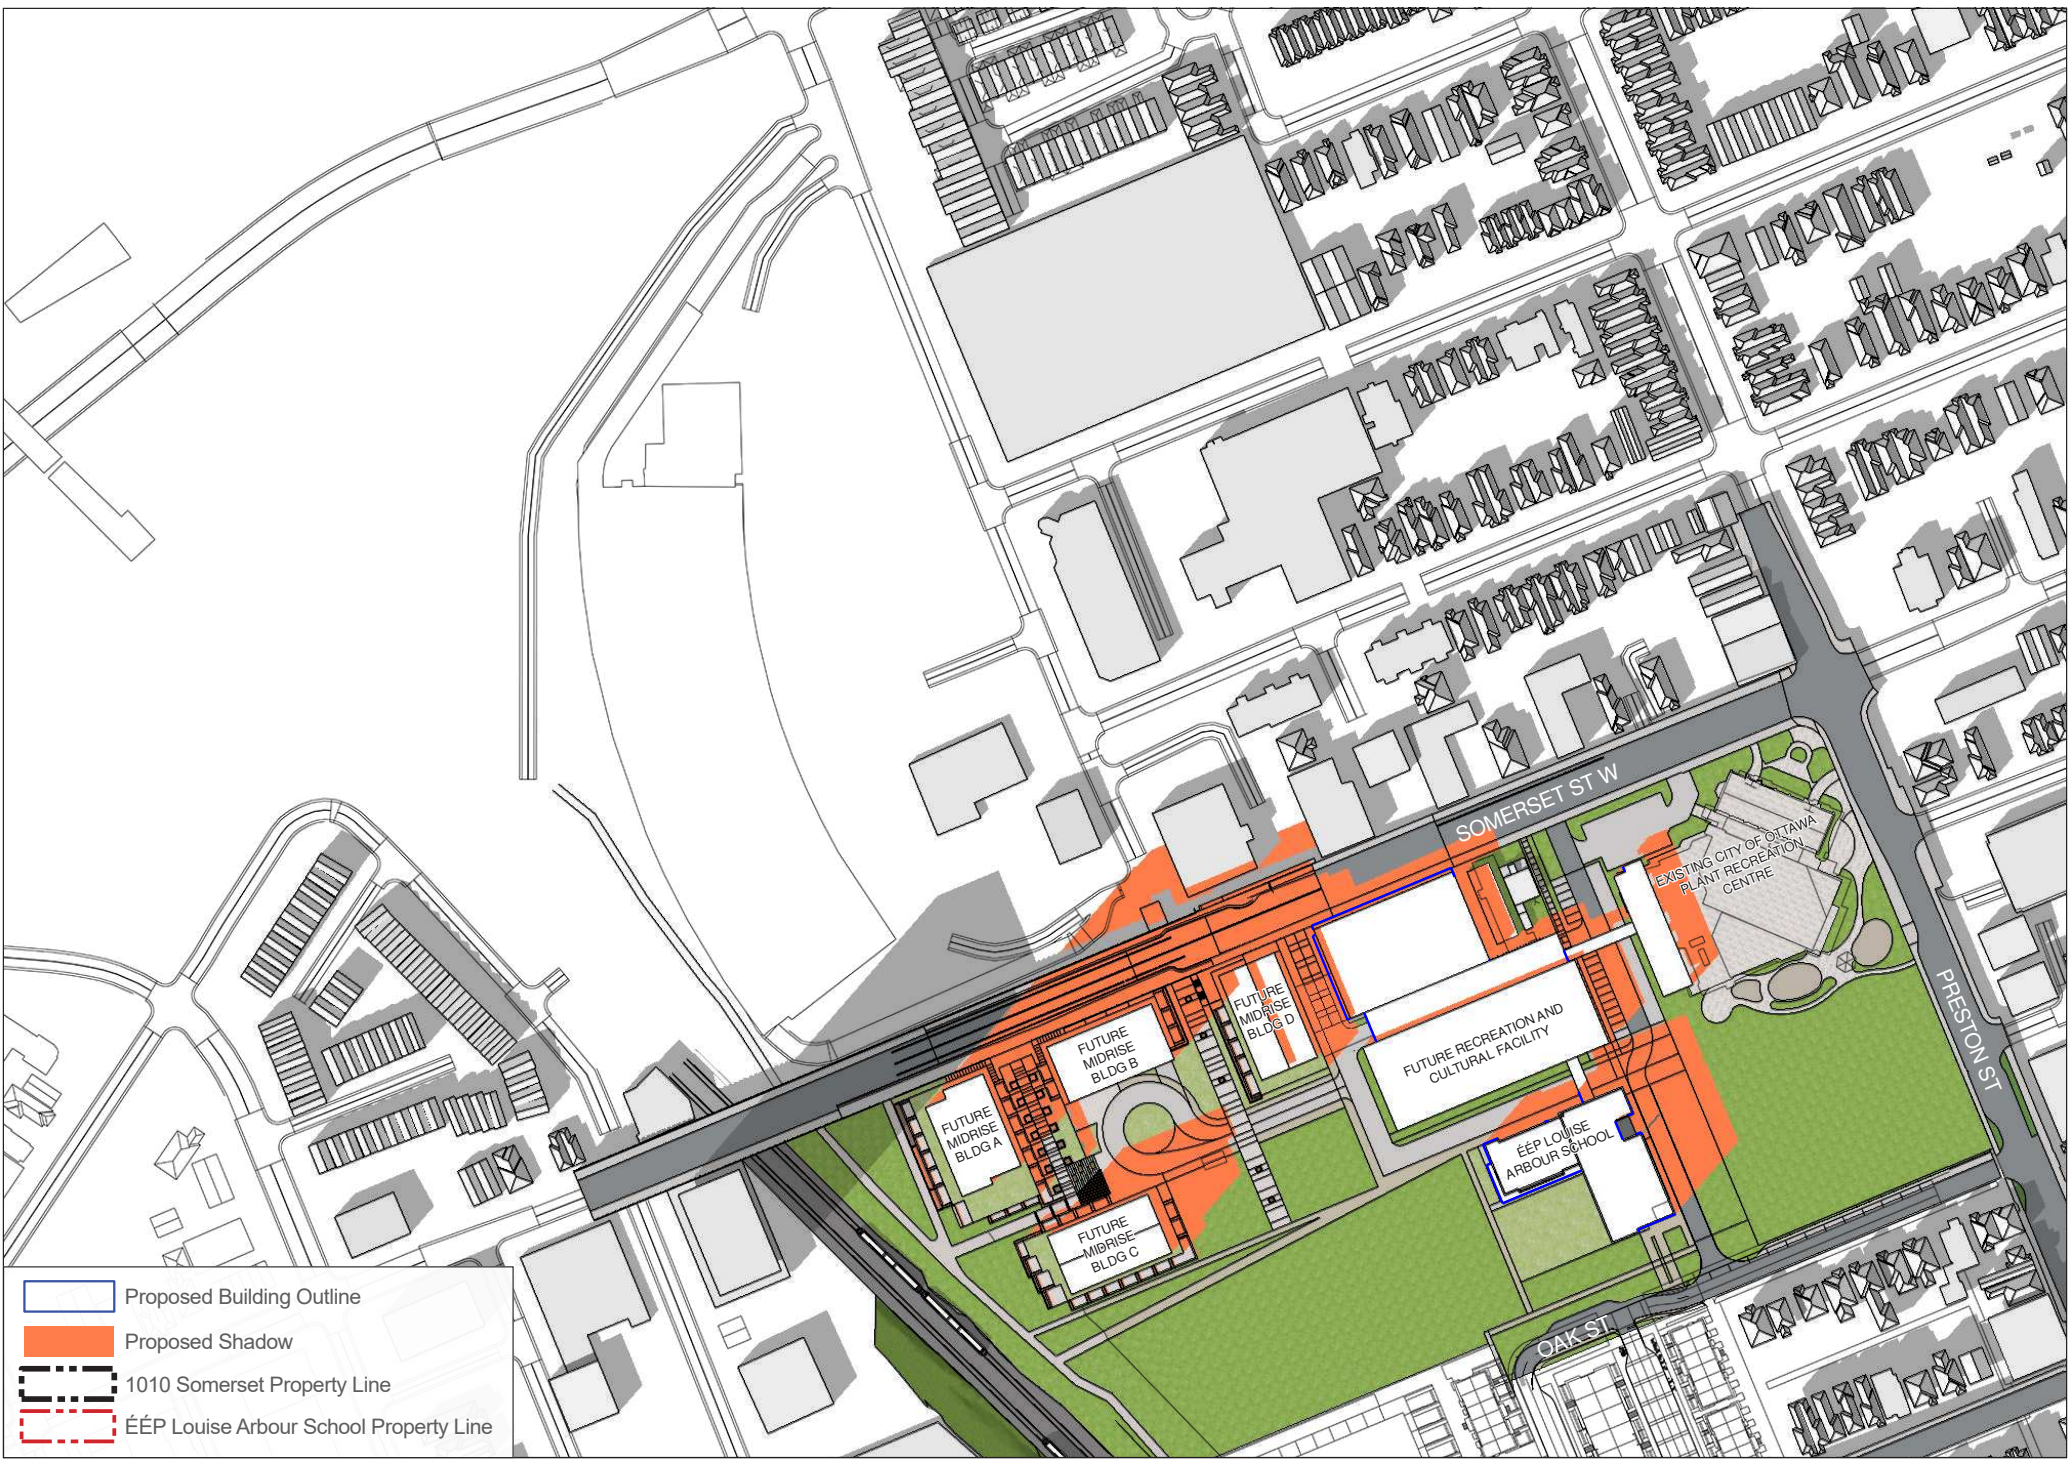 SOMERSET ST W
EXISTING CITY OF OTTAWA
PLANT RECREATION
CENTRE
PRESTON ST
FUTURE
MIDRISE
BLDG D
FUTURE
MIDRISE
BLDG B
FUTURE RECREATION AND
CULTURAL FACILITY
FUTURE
MIDRISE
BLDG A
ÉÉP LOUISE
ARBOUR SCHOOL
FUTURE
MIDRISE
BLDG C
OAK ST
Proposed Building Outline
Proposed Shadow
1010 Somerset Property Line
ÉÉP Louise Arbour School Property Line